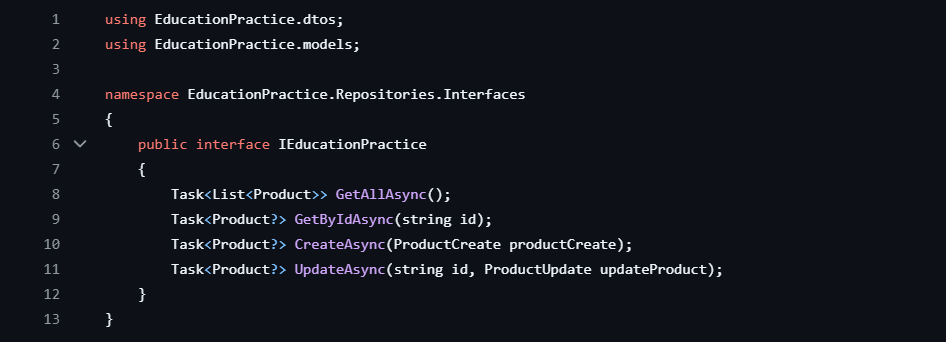 1 using EducationPractice.dtos;
2 using EducationPractice.models;
3
4 namespace EducationPractice.Repositories.Interfaces
5 {
6 public interface IEducationPractice
7 {
8 Task<List<Product>> GetAllAsync();
9 Task<Product?> GetByIdAsync(string id);
10 Task<Product?> CreateAsync(ProductCreate productCreate);
11 Task<Product?> UpdateAsync(string id, ProductUpdate updateProduct);
12 }
13 }